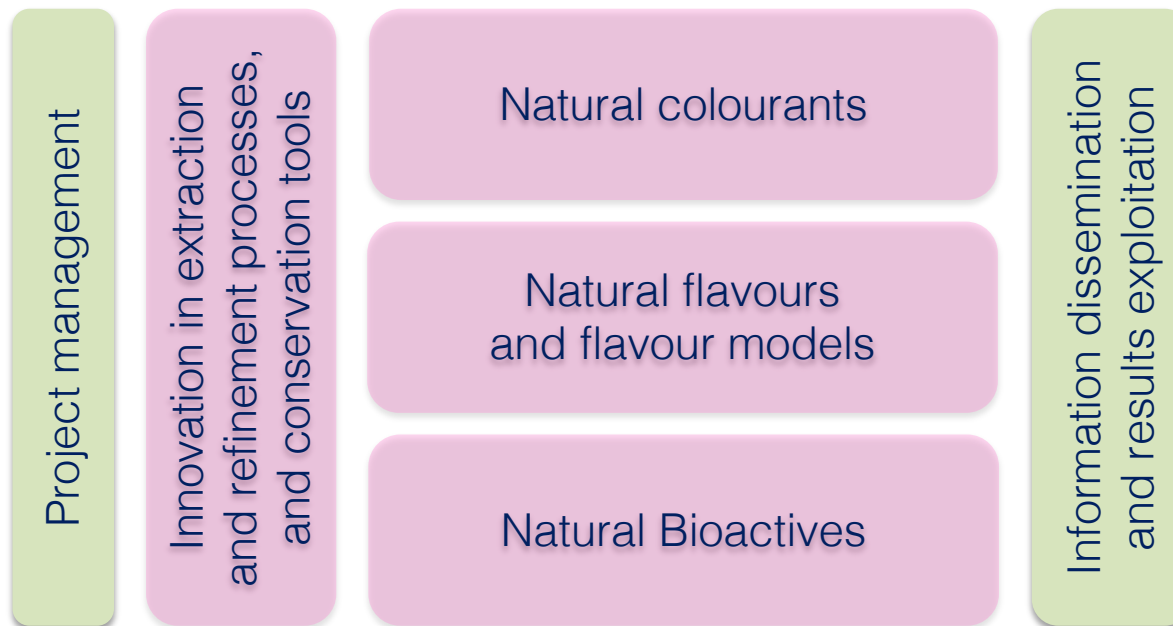 Project management
Innovation in extraction
and refinement processes,
and conservation tools
Natural colourants
Natural flavours
and flavour models
Natural Bioactives
Information dissemination
and results exploitation